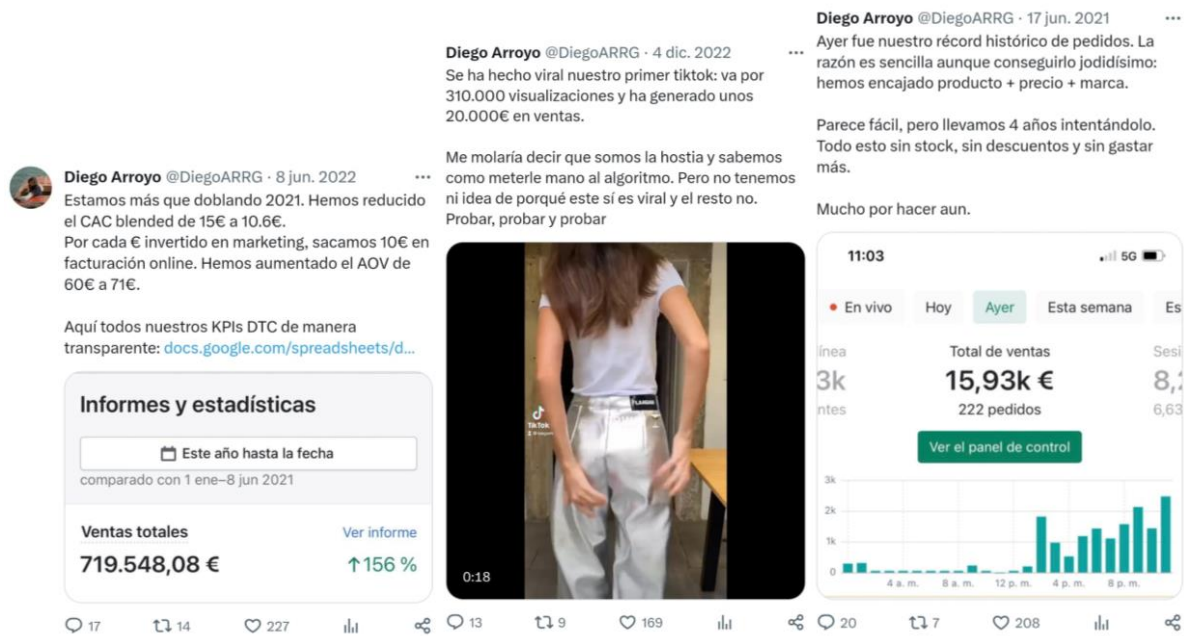 Diego Arroyo @DiegoARRG · 8 jun. 2022 ···
Estamos más que doblando 2021. Hemos reducido
el CAC blended de 15€ a 10.6€.
Por cada € invertido en marketing, sacamos 10€ en
facturación online. Hemos aumentado el AOV de
60€ a 71€.
Aquí todos nuestros KPIs DTC de manera
transparente: docs.google.com/spreadsheets/d...
Informes y estadísticas
Este año hasta la fecha
comparado con 1 ene–8 jun 2021
Ventas totales Ver informe
719.548,08 € ↑156 %
17 14 227
Diego Arroyo @DiegoARRG · 4 dic. 2022 ···
Se ha hecho viral nuestro primer tiktok: va por
310.000 visualizaciones y ha generado unos
20.000€ en ventas.
Me molaría decir que somos la hostia y sabemos
como meterle mano al algoritmo. Pero no tenemos
ni idea de porqué este sí es viral y el resto no.
Probar, probar y probar
TikTok
0:18
13 9 169
Diego Arroyo @DiegoARRG · 17 jun. 2021 ···
Ayer fue nuestro récord histórico de pedidos. La
razón es sencilla aunque conseguirlo jodidísimo:
hemos encajado producto + precio + marca.
Parece fácil, pero llevamos 4 años intentándolo.
Todo esto sin stock, sin descuentos y sin gastar
más.
Mucho por hacer aun.
11:03 5G
En vivo Hoy Ayer Esta semana Es
ínea Total de ventas Sesi
3k 15,93k € 8,
ntes 222 pedidos 6,63
Ver el panel de control
3k
2k
1k
0
4 a. m. 8 a. m. 12 p. m. 4 p. m. 8 p. m.
20 7 208